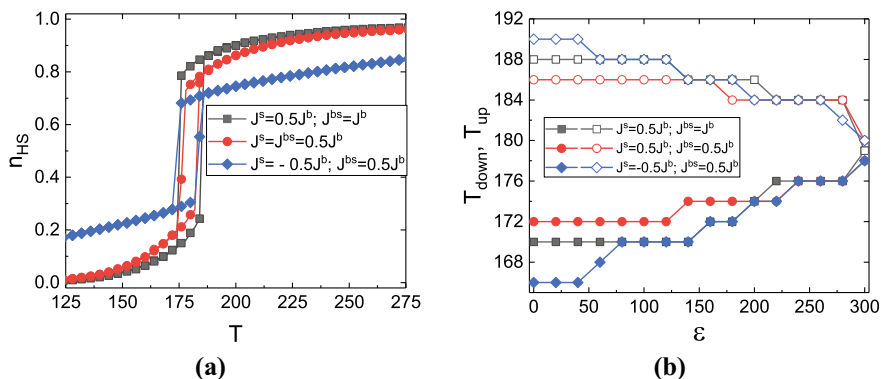 (a)
1.0
0.8
0.6
0.4
0.2
0.0
n_HS
J^s=0.5J^b; J^bs=J^b
J^s=J^bs=0.5J^b
J^s= - 0.5J^b; J^bs=0.5J^b
125 150 175 200 225 250 275
T
(a)
192
188
184
180
176
172
168
T_down, T_up
J^s=0.5J^b; J^bs=J^b
J^s=0.5J^b; J^bs=0.5J^b
J^s=-0.5J^b; J^bs=0.5J^b
0 50 100 150 200 250 300
ε
(b)